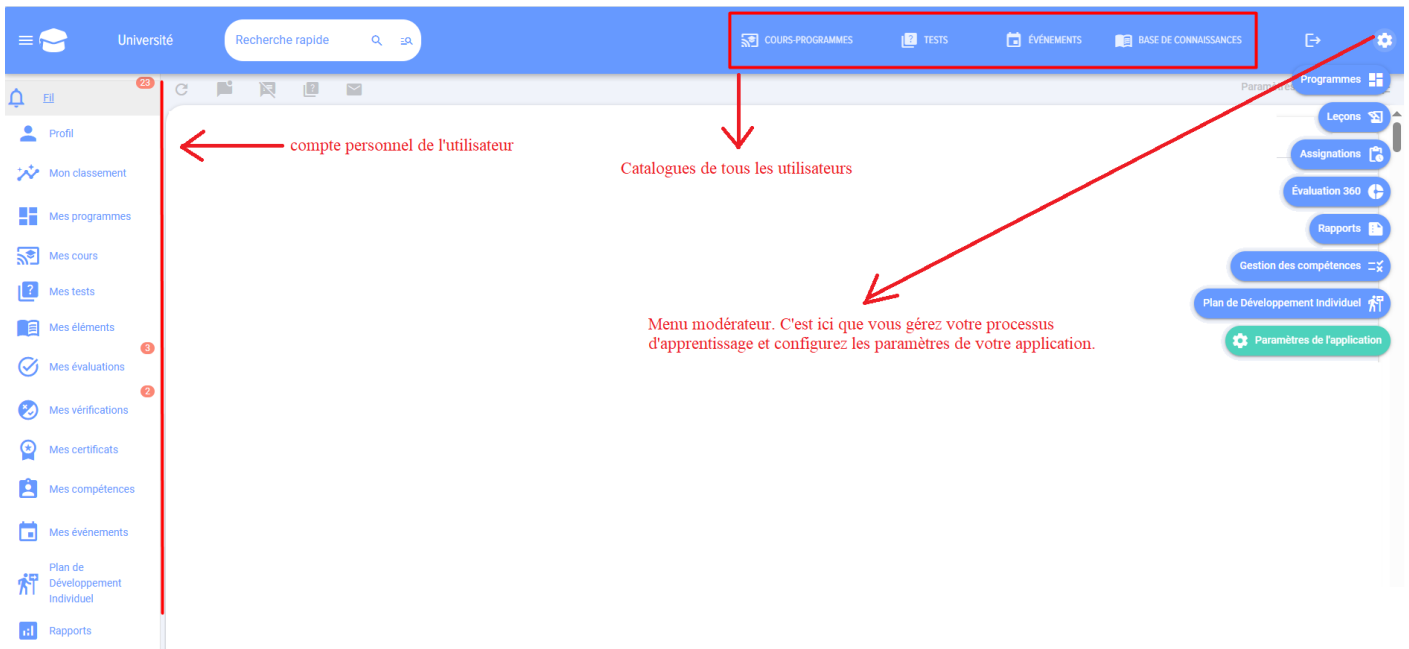 Université
Recherche rapide
COURS-PROGRAMMES
TESTS
ÉVÉNEMENTS
BASE DE CONNAISSANCES
23
Fil
Profil
Mon classement
Mes programmes
Mes cours
Mes tests
Mes éléments
3
Mes évaluations
2
Mes vérifications
Mes certificats
Mes compétences
Mes événements
Plan de
Développement
Individuel
Rapports
compte personnel de l'utilisateur
Catalogues de tous les utilisateurs
Menu modérateur. C'est ici que vous gérez votre processus
d'apprentissage et configurez les paramètres de votre application.
Programmes
Leçons
Assignations
Évaluation 360
Rapports
Gestion des compétences
Plan de Développement Individuel
Paramètres de l'application